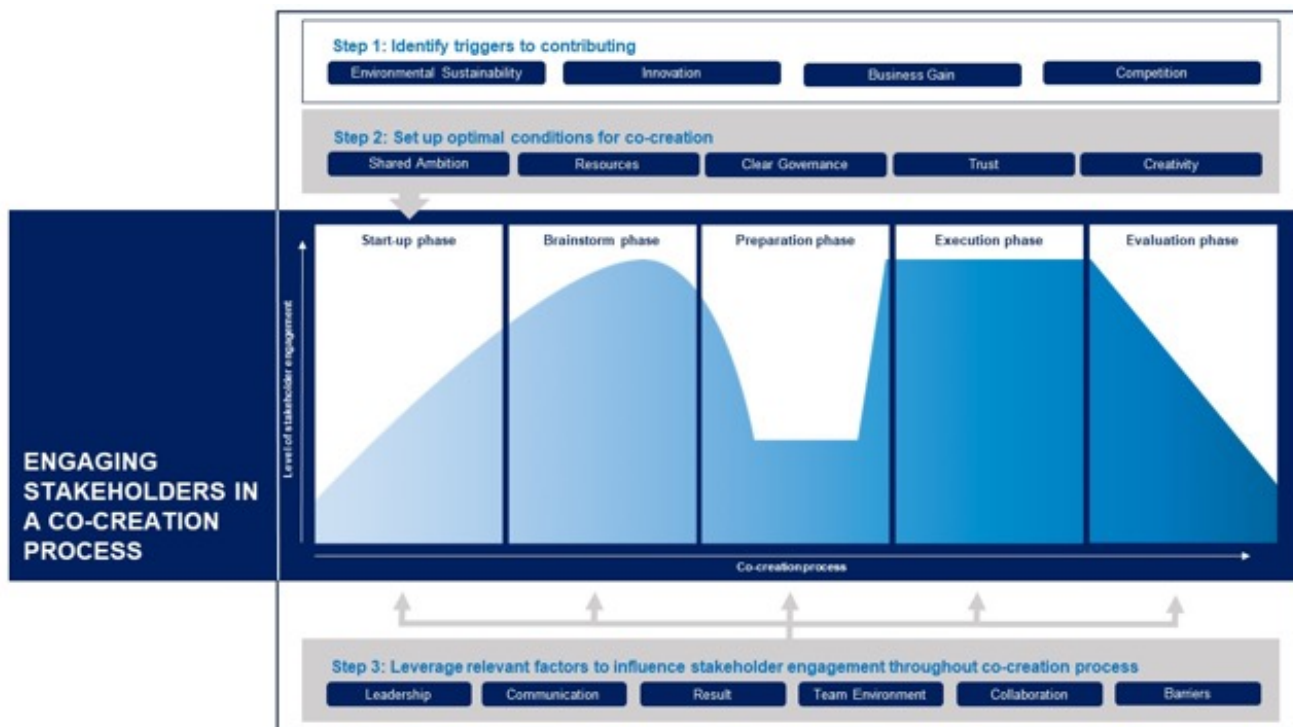 Step 1: Identify triggers to contributing
Environmental Sustainability
Innovation
Business Gain
Competition
Step 2: Set up optimal conditions for co-creation
Shared Ambition
Resources
Clear Governance
Trust
Creativity
Start-up phase
Brainstorm phase
Preparation phase
Execution phase
Evaluation phase
Level of stakeholder engagement
ENGAGING
STAKEHOLDERS IN
A CO-CREATION
PROCESS
Co-creation process
Step 3: Leverage relevant factors to influence stakeholder engagement throughout co-creation process
Leadership
Communication
Result
Team Environment
Collaboration
Barriers